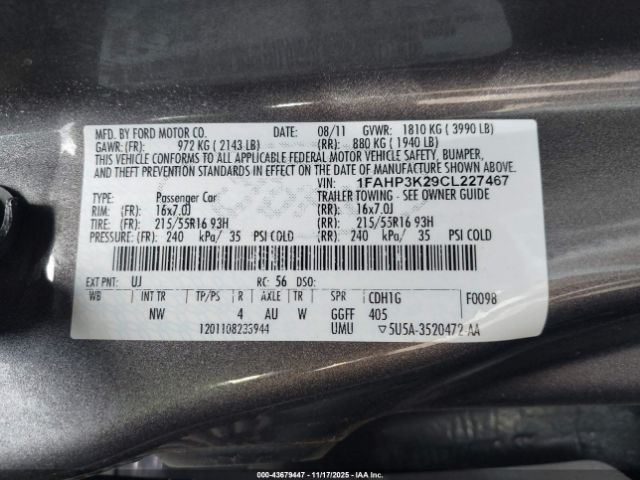 MFD. BY FORD MOTOR CO. DATE: 08/11 GVWR: 1810 KG ( 3990 LB)
GAWR: (FR): 972 KG ( 2143 LB) (RR): 880 KG ( 1940 LB)
THIS VEHICLE CONFORMS TO ALL APPLICABLE FEDERAL MOTOR VEHICLE SAFETY, BUMPER,
AND THEFT PREVENTION STANDARDS IN EFFECT ON THE DATE OF MANUFACTURE SHOWN ABOVE.
VIN: 1FAHP3K29CL227467
TYPE: Passenger Car TRAILER TOWING - SEE OWNER GUIDE
RIM: (FR): 16x7.0J (RR): 16x7.0J
TIRE: (FR): 215/55R16 93H (RR): 215/55R16 93H
PRESSURE: (FR): 240 kPa/ 35 PSI COLD (RR): 240 kPa/ 35 PSI COLD
EXT PNT: UJ RC: 56 DSO:
WB INT TR TP/PS R AXLE TR SPR CDH1G F0098
NW 4 AU W GGFF 405
1201108235944 UMU ▽5U5A-3520472-AA
000-43679447 - 11/17/2025 - IAAI.com